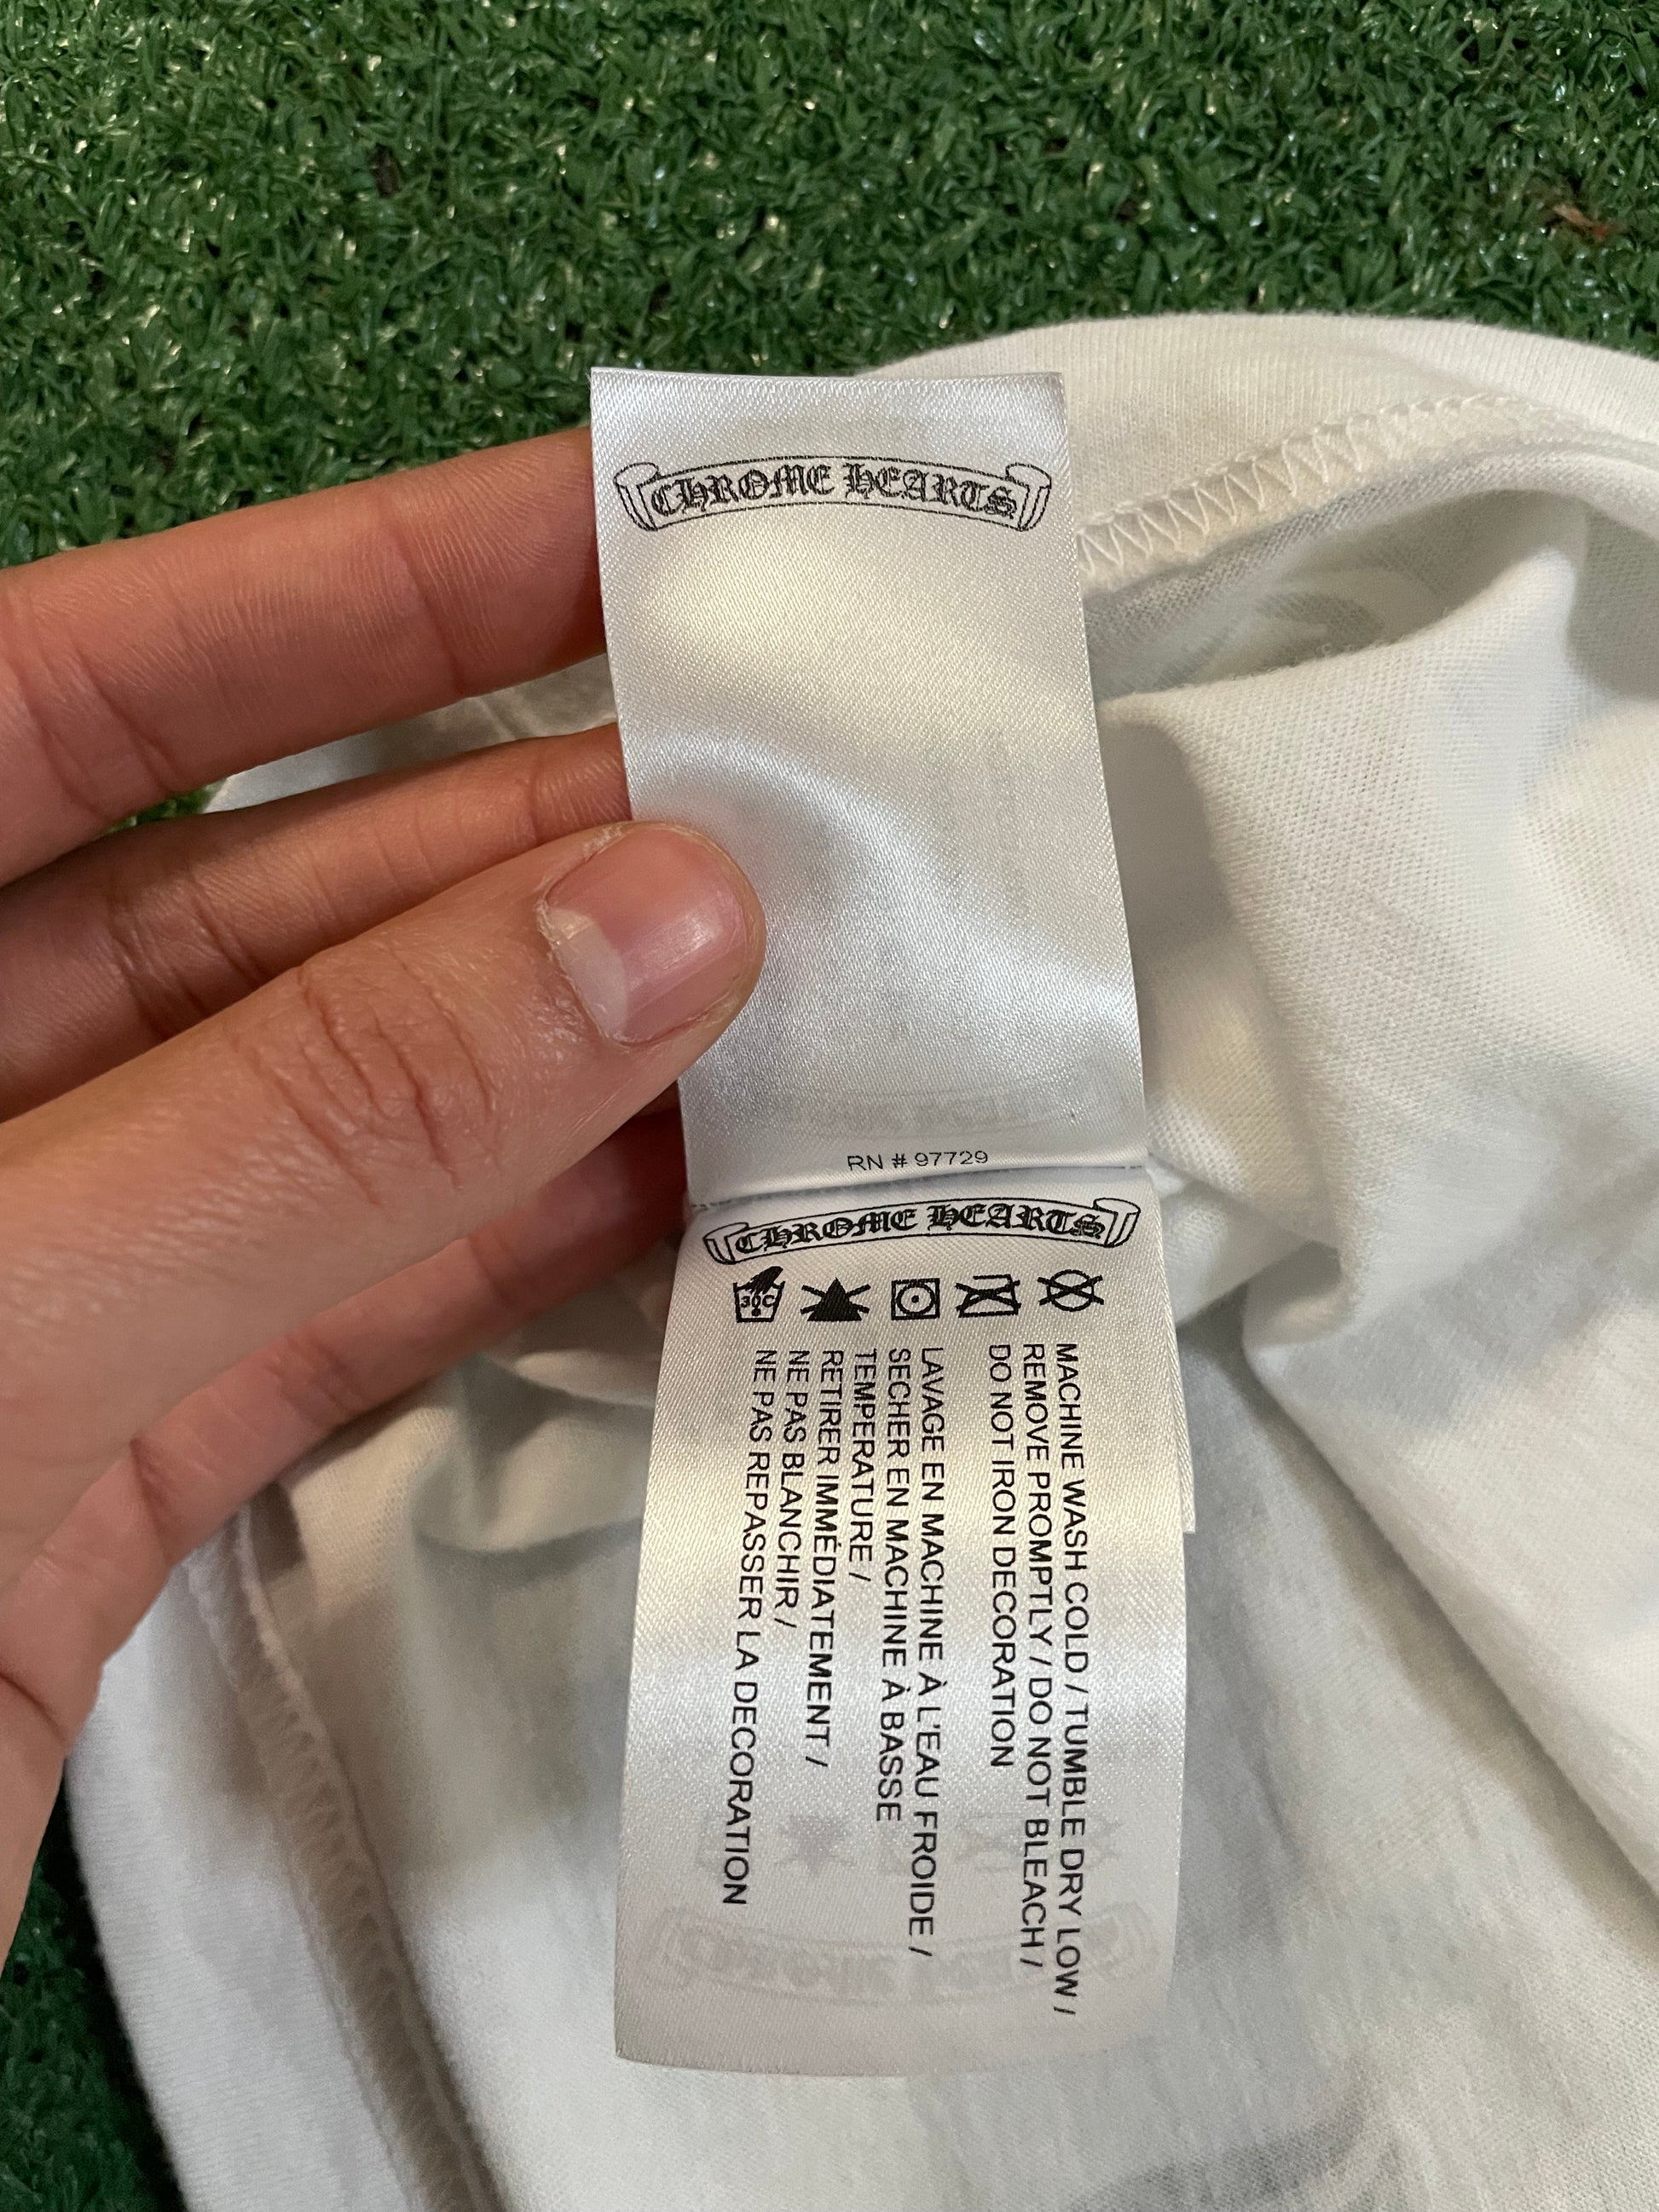 CHROME HEARTS
RN # 97729
CHROME HEARTS
30C
MACHINE WASH COLD / TUMBLE DRY LOW /
REMOVE PROMPTLY / DO NOT BLEACH /
DO NOT IRON DECORATION
LAVAGE EN MACHINE À L'EAU FROIDE /
SECHER EN MACHINE À BASSE
TEMPERATURE /
RETIRER IMMÉDIATEMENT /
NE PAS BLANCHIR /
NE PAS REPASSER LA DECORATION